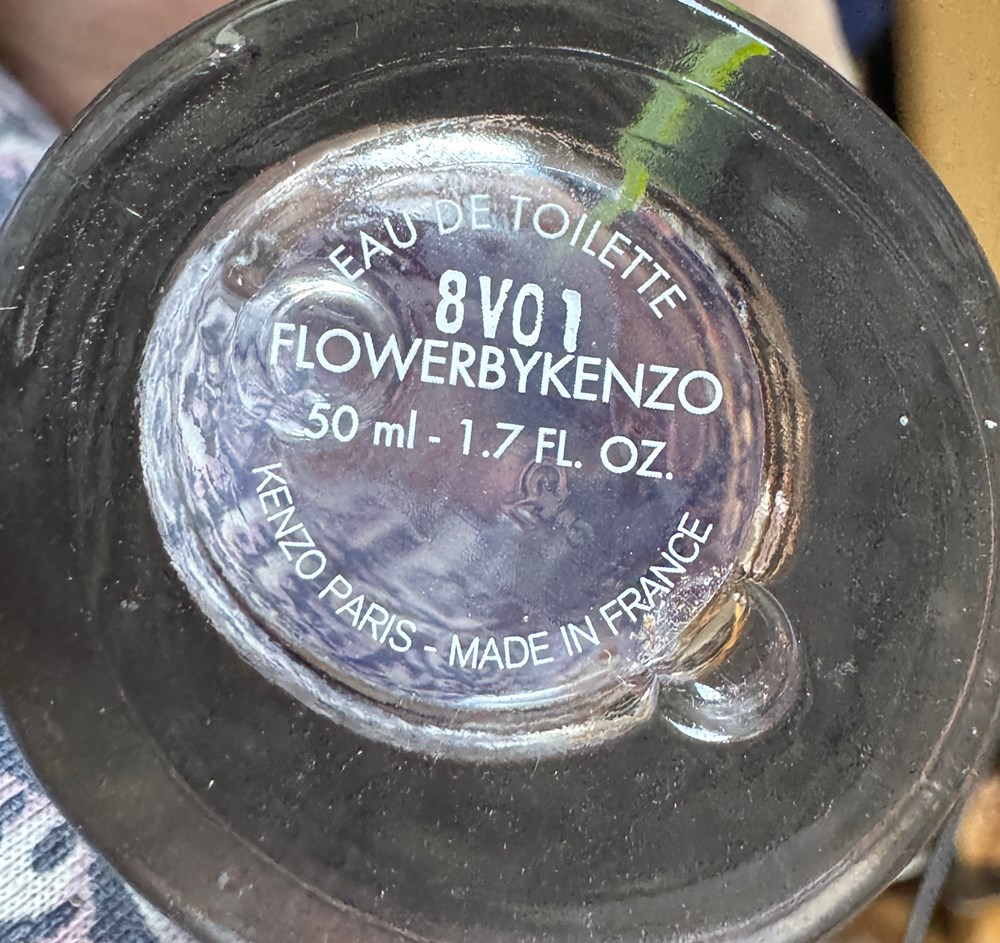 EAU DE TOILETTE
8V01
FLOWERBYKENZO
50 ml - 1.7 FL. OZ.
KENZO PARIS - MADE IN FRANCE